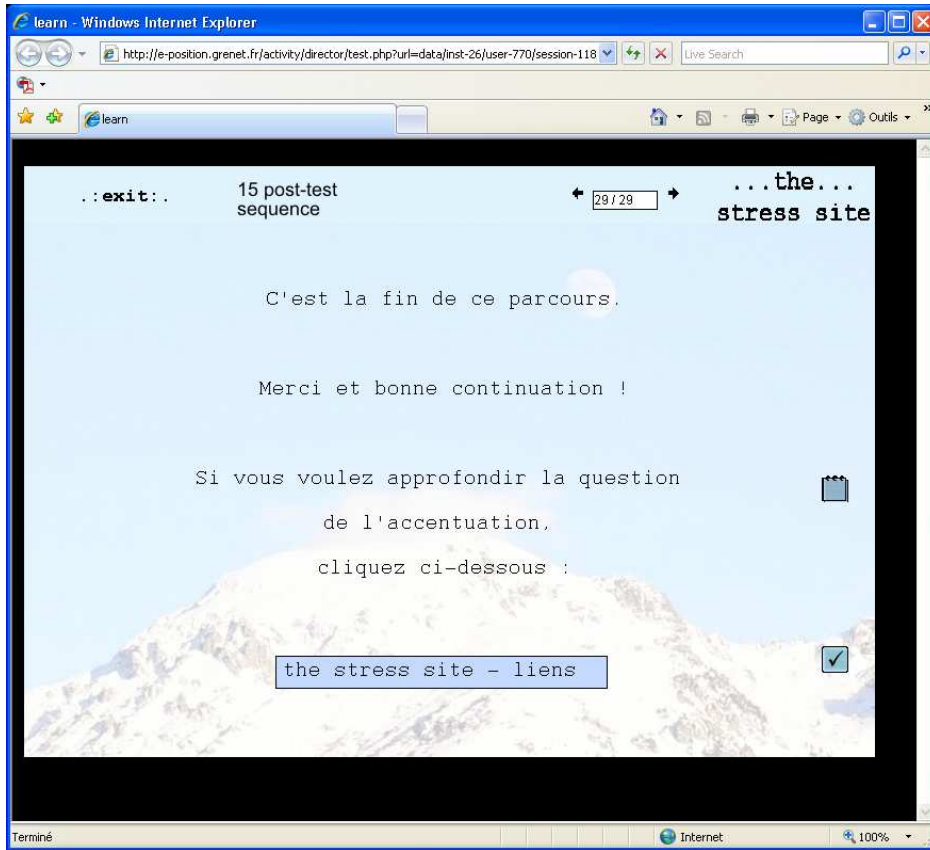 learn - Windows Internet Explorer
http://e-position.grenet.fr/activity/director/test.php?url=data/inst-26/user-770/session-118
Live Search
learn
Page
Outils
»
.:exit:.
15 post-test
sequence
29 / 29
...the...
stress site
C'est la fin de ce parcours.
Merci et bonne continuation !
Si vous voulez approfondir la question
de l'accentuation,
cliquez ci-dessous :
the stress site - liens
Terminé
Internet
100%